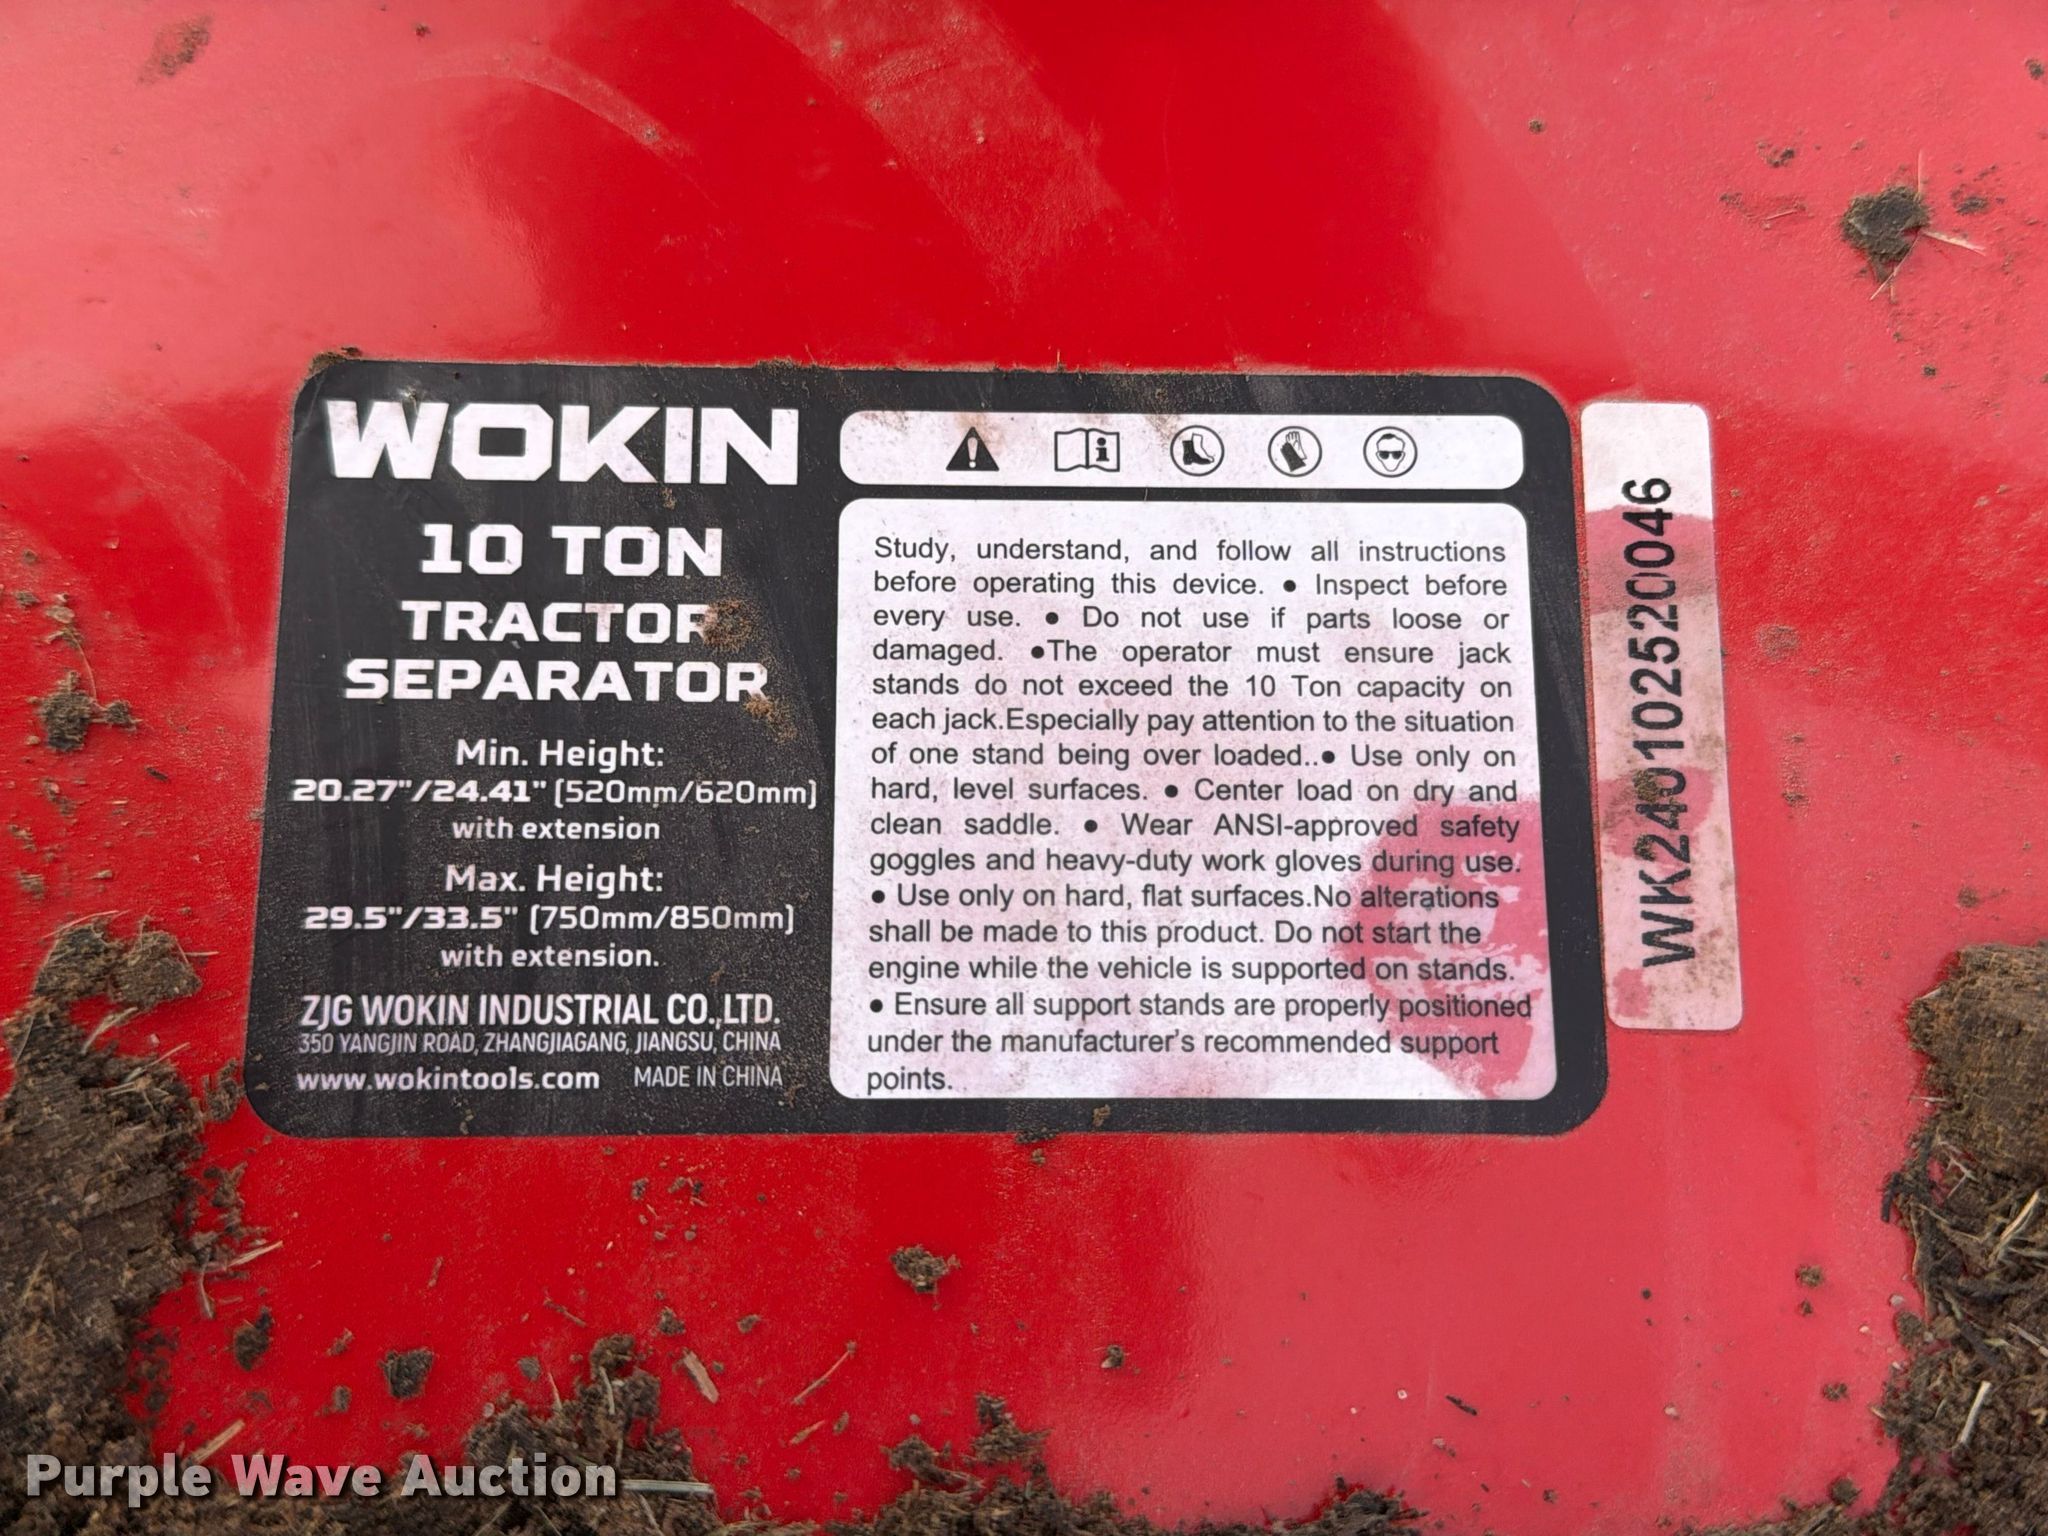 WOKIN
10 TON
TRACTOR
SEPARATOR
Min. Height:
20.27"/24.41" (520mm/620mm)
with extension
Max. Height:
29.5"/33.5" (750mm/850mm)
with extension.
ZJG WOKIN INDUSTRIAL CO.,LTD.
350 YANGJIN ROAD, ZHANGJIAGANG, JIANGSU, CHINA
www.wokintools.com MADE IN CHINA
Study, understand, and follow all instructions
before operating this device. ● Inspect before
every use. ● Do not use if parts loose or
damaged. ●The operator must ensure jack
stands do not exceed the 10 Ton capacity on
each jack.Especially pay attention to the situation
of one stand being over loaded..● Use only on
hard, level surfaces. ● Center load on dry and
clean saddle. ● Wear ANSI-approved safety
goggles and heavy-duty work gloves during use.
● Use only on hard, flat surfaces.No alterations
shall be made to this product. Do not start the
engine while the vehicle is supported on stands.
● Ensure all support stands are properly positioned
under the manufacturer's recommended support
points.
WK240102520046
Purple Wave Auction